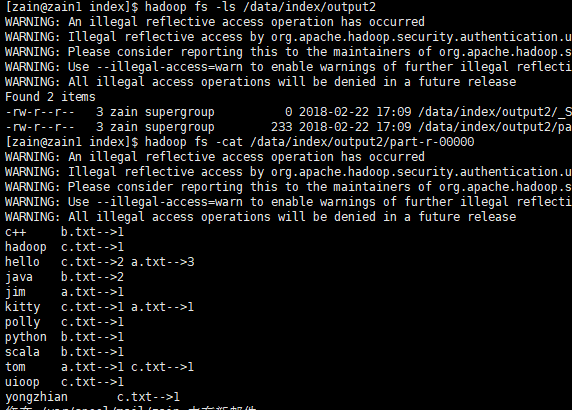 [zain@zain1 index]$ hadoop fs -ls /data/index/output2
WARNING: An illegal reflective access operation has occurred
WARNING: Illegal reflective access by org.apache.hadoop.security.authentication.u
WARNING: Please consider reporting this to the maintainers of org.apache.hadoop.s
WARNING: Use --illegal-access=warn to enable warnings of further illegal reflecti
WARNING: All illegal access operations will be denied in a future release
Found 2 items
-rw-r--r--   3 zain supergroup          0 2018-02-22 17:09 /data/index/output2/_S
-rw-r--r--   3 zain supergroup        233 2018-02-22 17:09 /data/index/output2/pa
[zain@zain1 index]$ hadoop fs -cat /data/index/output2/part-r-00000
WARNING: An illegal reflective access operation has occurred
WARNING: Illegal reflective access by org.apache.hadoop.security.authentication.u
WARNING: Please consider reporting this to the maintainers of org.apache.hadoop.s
WARNING: Use --illegal-access=warn to enable warnings of further illegal reflecti
WARNING: All illegal access operations will be denied in a future release
c++     b.txt-->1
hadoop  c.txt-->1
hello   c.txt-->2 a.txt-->3
java    b.txt-->2
jim     a.txt-->1
kitty   c.txt-->1 a.txt-->1
polly   c.txt-->1
python  b.txt-->1
scala   b.txt-->1
tom     a.txt-->1 c.txt-->1
uioop   c.txt-->1
yongzhian       c.txt-->1